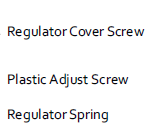 Regulator Cover Screw
Plastic Adjust Screw
Regulator Spring